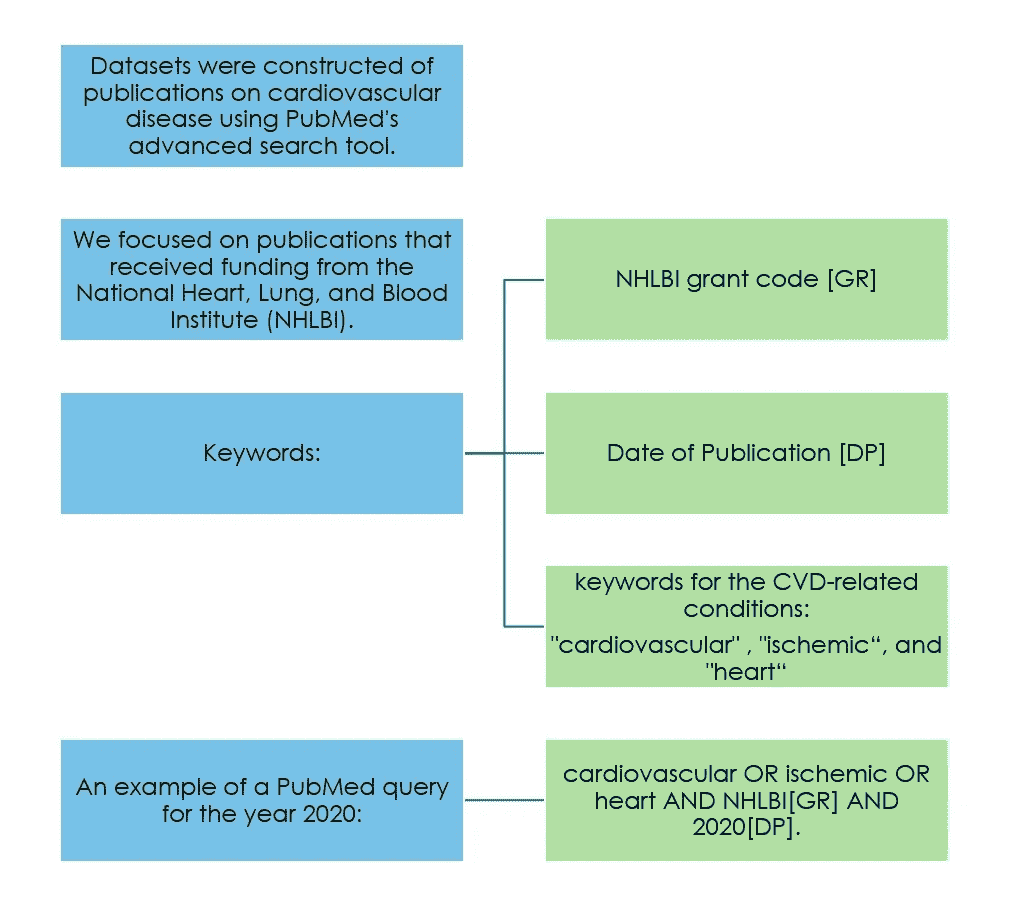 Datasets were constructed of
publications on cardiovascular
disease using PubMed's
advanced search tool.
We focused on publications that
received funding from the
National Heart, Lung, and Blood
Institute (NHLBI).
NHLBI grant code [GR]
Keywords:
Date of Publication [DP]
keywords for the CVD-related
conditions:
"cardiovascular" , "ischemic“, and
"heart“
An example of a PubMed query
for the year 2020:
cardiovascular OR ischemic OR
heart AND NHLBI[GR] AND
2020[DP].